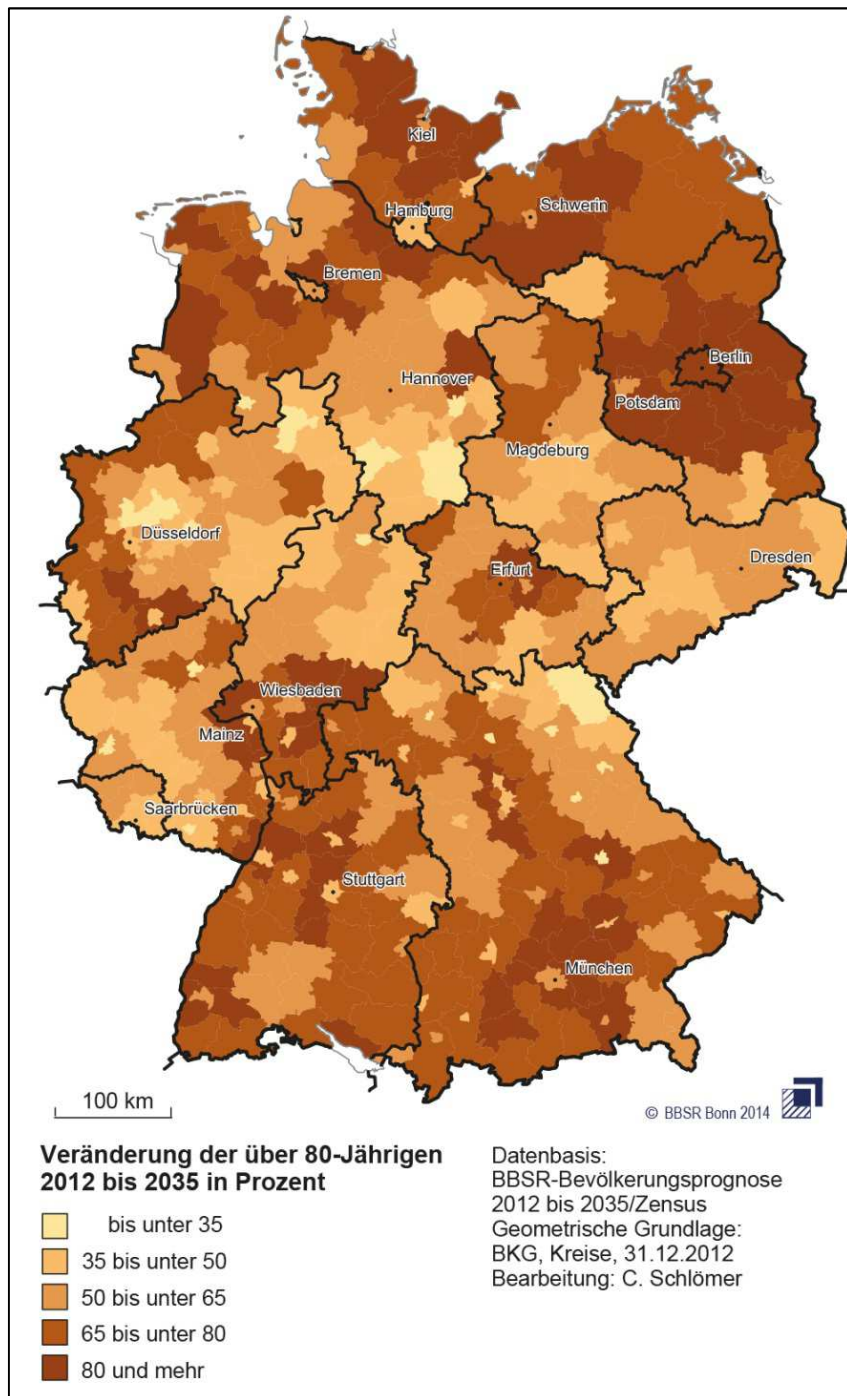 Kiel
Hamburg
Schwerin
Bremen
Berlin
Hannover
Potsdam
Magdeburg
Düsseldorf
Dresden
Erfurt
Wiesbaden
Mainz
Saarbrücken
Stuttgart
München
100 km
© BBSR Bonn 2014
Veränderung der über 80-Jährigen
2012 bis 2035 in Prozent
bis unter 35
35 bis unter 50
50 bis unter 65
65 bis unter 80
80 und mehr
Datenbasis:
BBSR-Bevölkerungsprognose
2012 bis 2035/Zensus
Geometrische Grundlage:
BKG, Kreise, 31.12.2012
Bearbeitung: C. Schlömer